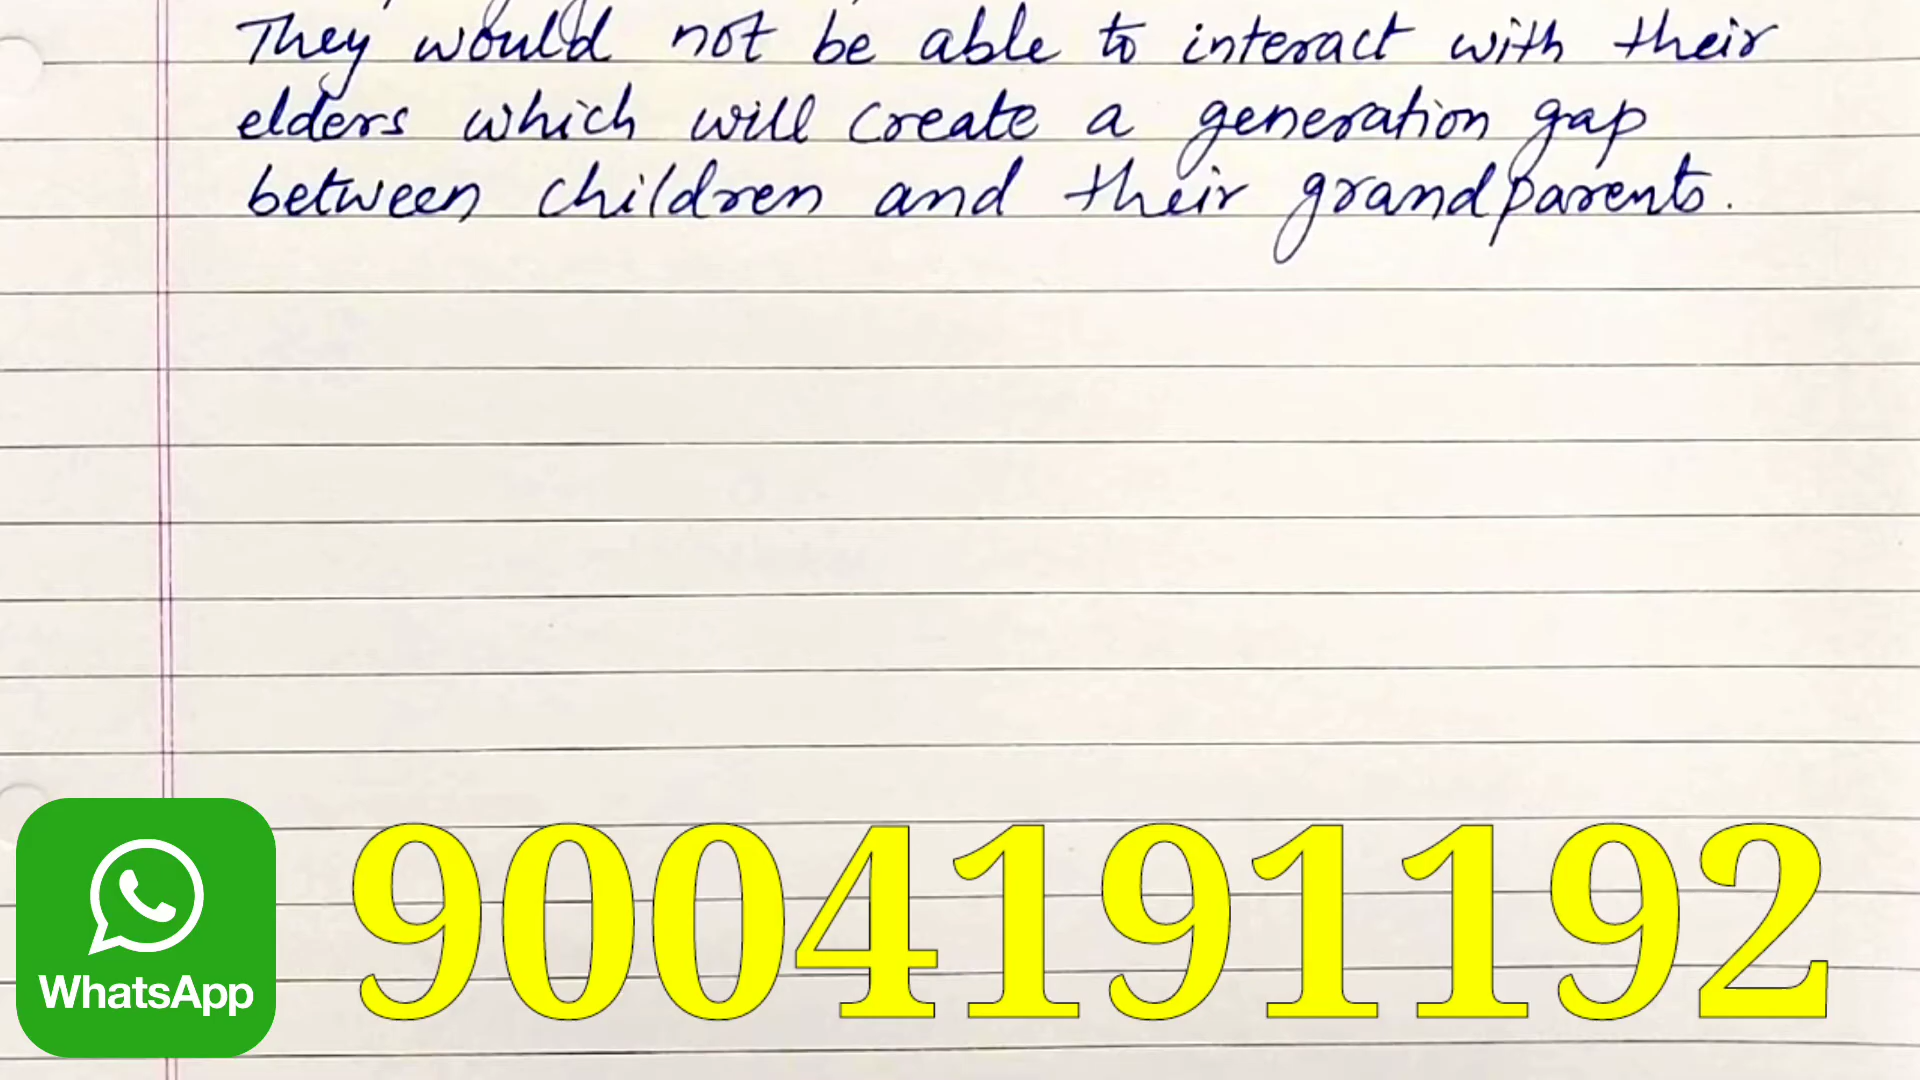 They would not be able to interact with their
elders which will create a generation gap
between children and their grandparents.
WhatsApp
9004191192